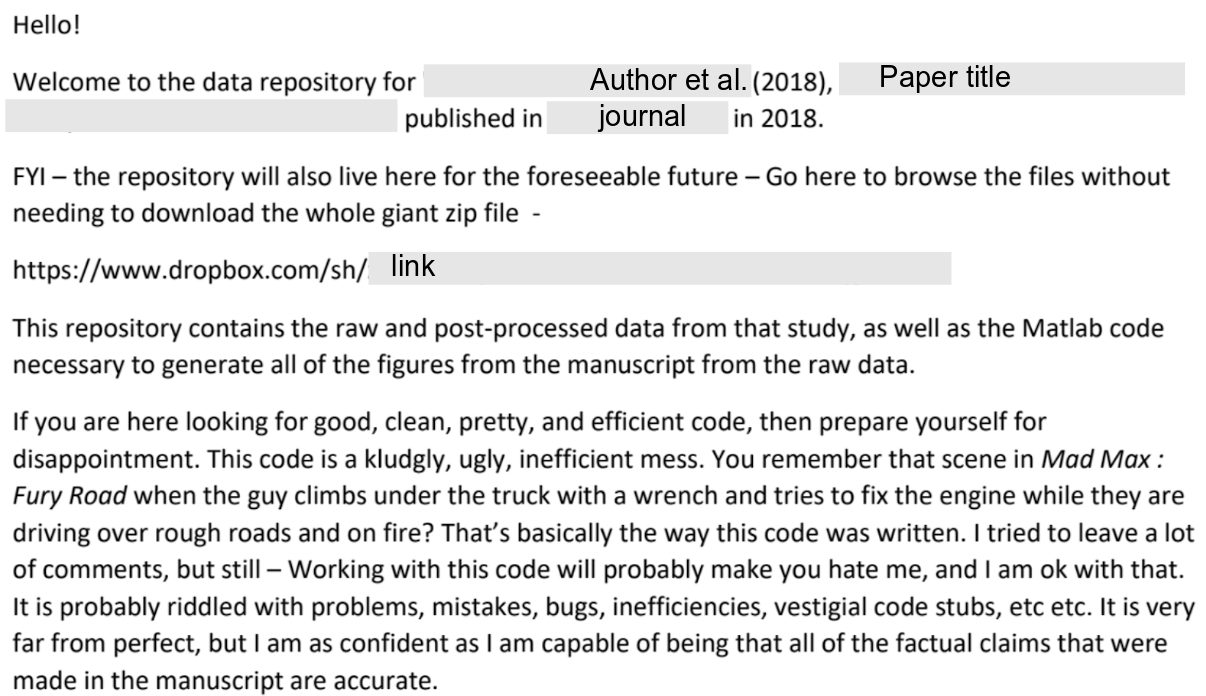 Hello!
Welcome to the data repository for Author et al. (2018), Paper title
published in journal in 2018.
FYI – the repository will also live here for the foreseeable future – Go here to browse the files without
needing to download the whole giant zip file -
https://www.dropbox.com/sh/ link
This repository contains the raw and post-processed data from that study, as well as the Matlab code
necessary to generate all of the figures from the manuscript from the raw data.
If you are here looking for good, clean, pretty, and efficient code, then prepare yourself for
disappointment. This code is a kludgly, ugly, inefficient mess. You remember that scene in Mad Max :
Fury Road when the guy climbs under the truck with a wrench and tries to fix the engine while they are
driving over rough roads and on fire? That’s basically the way this code was written. I tried to leave a lot
of comments, but still – Working with this code will probably make you hate me, and I am ok with that.
It is probably riddled with problems, mistakes, bugs, inefficiencies, vestigial code stubs, etc etc. It is very
far from perfect, but I am as confident as I am capable of being that all of the factual claims that were
made in the manuscript are accurate.